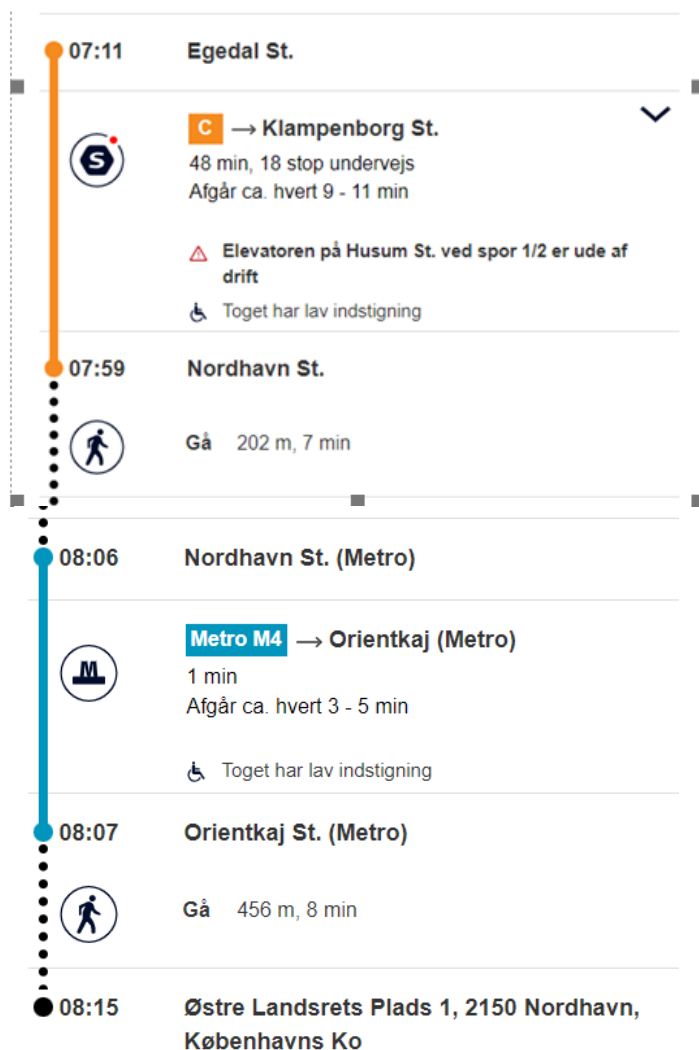 07:11 Egedal St.
C → Klampenborg St.
S
48 min, 18 stop undervejs
Afgår ca. hvert 9 - 11 min
Elevatoren på Husum St. ved spor 1/2 er ude af
drift
Toget har lav indstigning
07:59 Nordhavn St.
Gå 202 m, 7 min
08:06 Nordhavn St. (Metro)
Metro M4 → Orientkaj (Metro)
M
1 min
Afgår ca. hvert 3 - 5 min
Toget har lav indstigning
08:07 Orientkaj St. (Metro)
Gå 456 m, 8 min
08:15 Østre Landsrets Plads 1, 2150 Nordhavn,
Københavns Ko